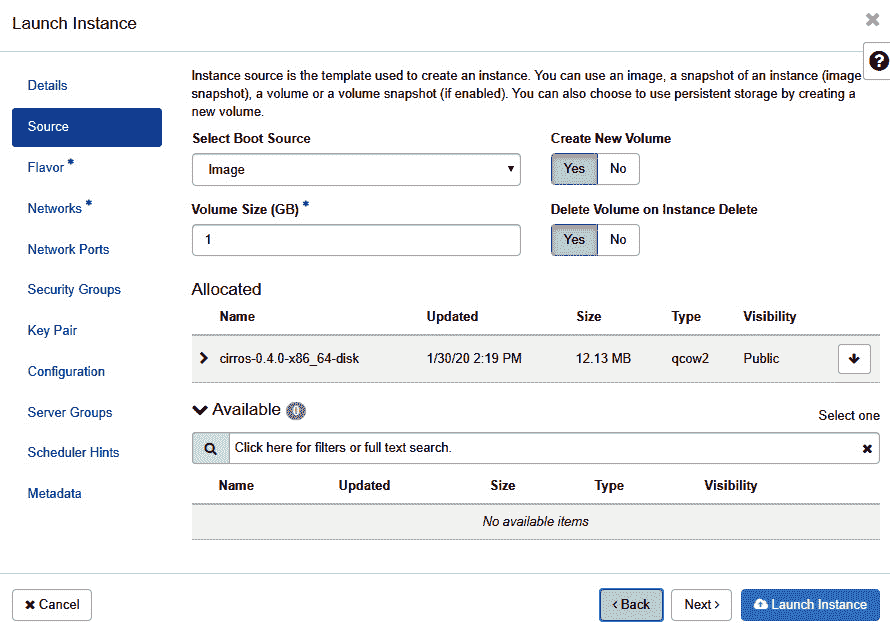 Launch Instance
Details
Source
Flavor *
Networks *
Network Ports
Security Groups
Key Pair
Configuration
Server Groups
Scheduler Hints
Metadata
Instance source is the template used to create an instance. You can use an image, a snapshot of an instance (image
snapshot), a volume or a volume snapshot (if enabled). You can also choose to use persistent storage by creating a
new volume.
Select Boot Source
Create New Volume
Image
Yes No
Volume Size (GB) *
Delete Volume on Instance Delete
1
Yes No
Allocated
Name Updated Size Type Visibility
cirros-0.4.0-x86_64-disk 1/30/20 2:19 PM 12.13 MB qcow2 Public
Available 0
Select one
Click here for filters or full text search.
Name Updated Size Type Visibility
No available items
Cancel
< Back Next > Launch Instance